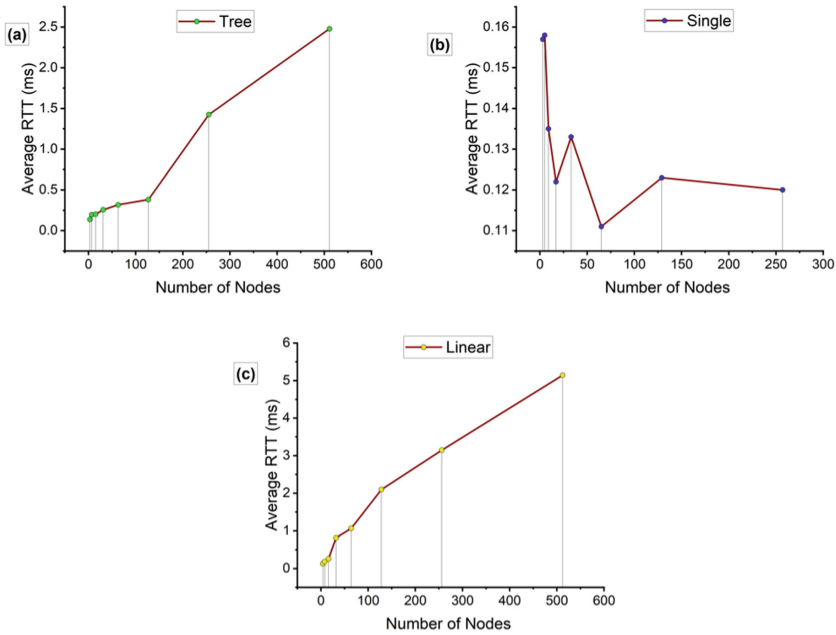 (a)
Tree
2.5
2.0
1.5
1.0
0.5
0.0
Average RTT (ms)
0 100 200 300 400 500 600
Number of Nodes
(b)
Single
0.16
0.15
0.14
0.13
0.12
0.11
Average RTT (ms)
0 50 100 150 200 250 300
Number of Nodes
(c)
Linear
6
5
4
3
2
1
0
Average RTT (ms)
0 100 200 300 400 500 600
Number of Nodes